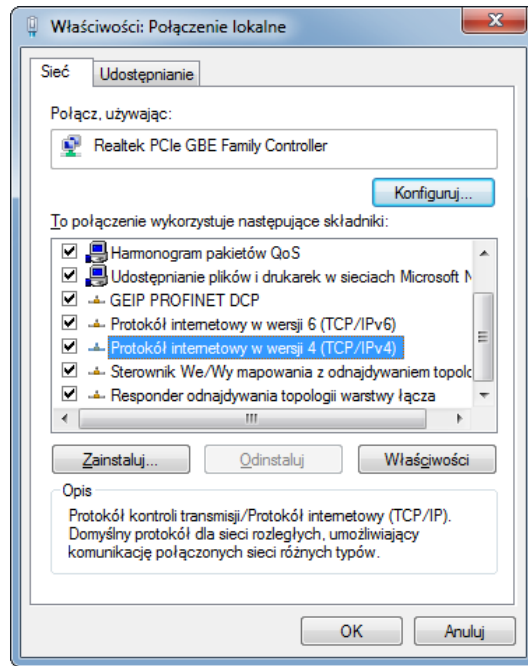 Właściwości: Połączenie lokalne
Sieć
Udostępnianie
Połącz, używając:
Realtek PCIe GBE Family Controller
Konfiguruj...
To połączenie wykorzystuje następujące składniki:
Harmonogram pakietów QoS
Udostępnianie plików i drukarek w sieciach Microsoft N
GEIP PROFINET DCP
Protokół internetowy w wersji 6 (TCP/IPv6)
Protokół internetowy w wersji 4 (TCP/IPv4)
Sterownik We/Wy mapowania z odnajdywaniem topolo
Responder odnajdywania topologii warstwy łącza
Zainstaluj...
Odinstaluj
Właściwości
Opis
Protokół kontroli transmisji/Protokół internetowy (TCP/IP).
Domyślny protokół dla sieci rozległych, umożliwiający
komunikację połączonych sieci różnych typów.
OK
Anuluj